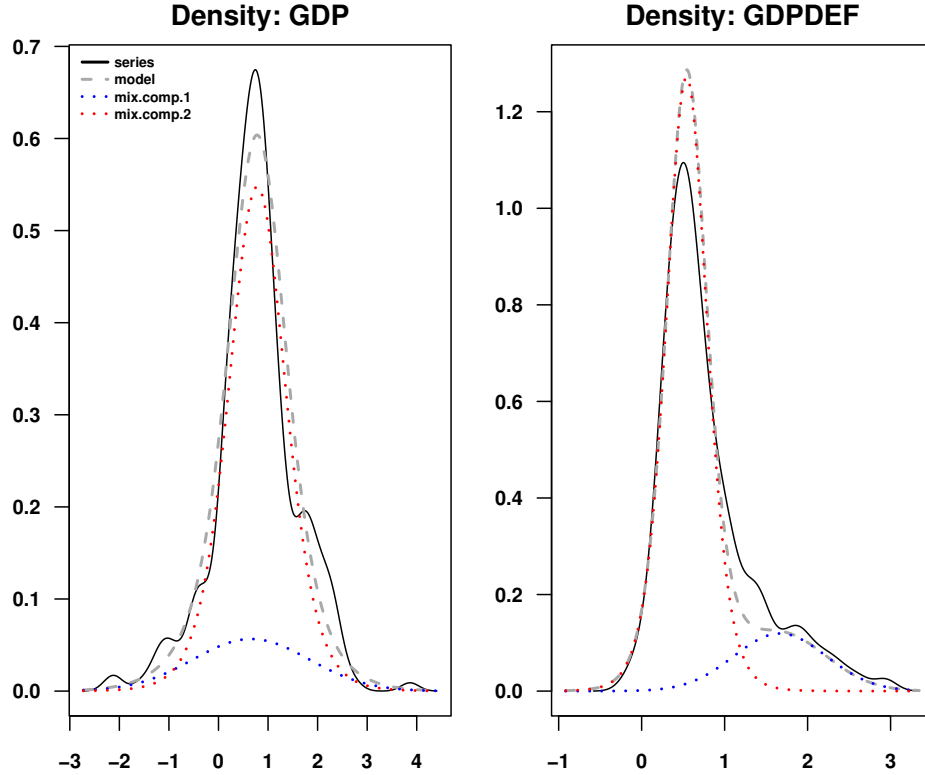 Density: GDP
0.7
0.6
0.5
0.4
0.3
0.2
0.1
0.0
series
model
mix.comp.1
mix.comp.2
−3 −2 −1 0 1 2 3 4
Density: GDPDEF
1.2
1.0
0.8
0.6
0.4
0.2
0.0
−1 0 1 2 3